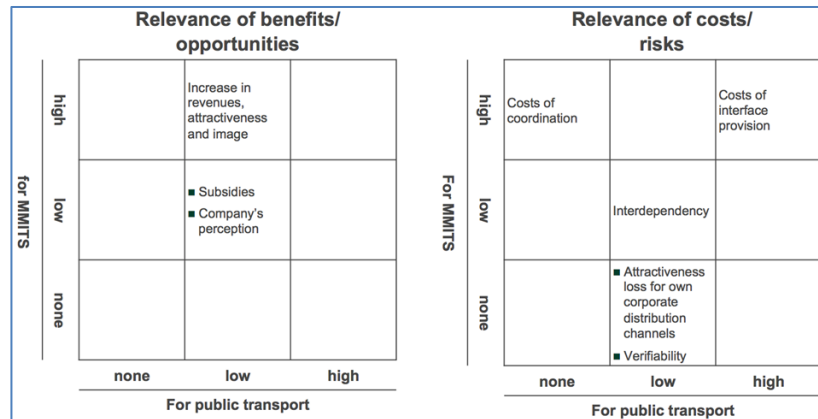 Relevance of benefits/
opportunities
for MMITS
high
low
none
Increase in
revenues,
attractiveness
and image
■ Subsidies
■ Company's
perception
none low high
For public transport
Relevance of costs/
risks
For MMITS
high
low
none
Costs of
coordination
Costs of
interface
provision
Interdependency
■ Attractiveness
loss for own
corporate
distribution
channels
■ Verifiability
none low high
For public transport